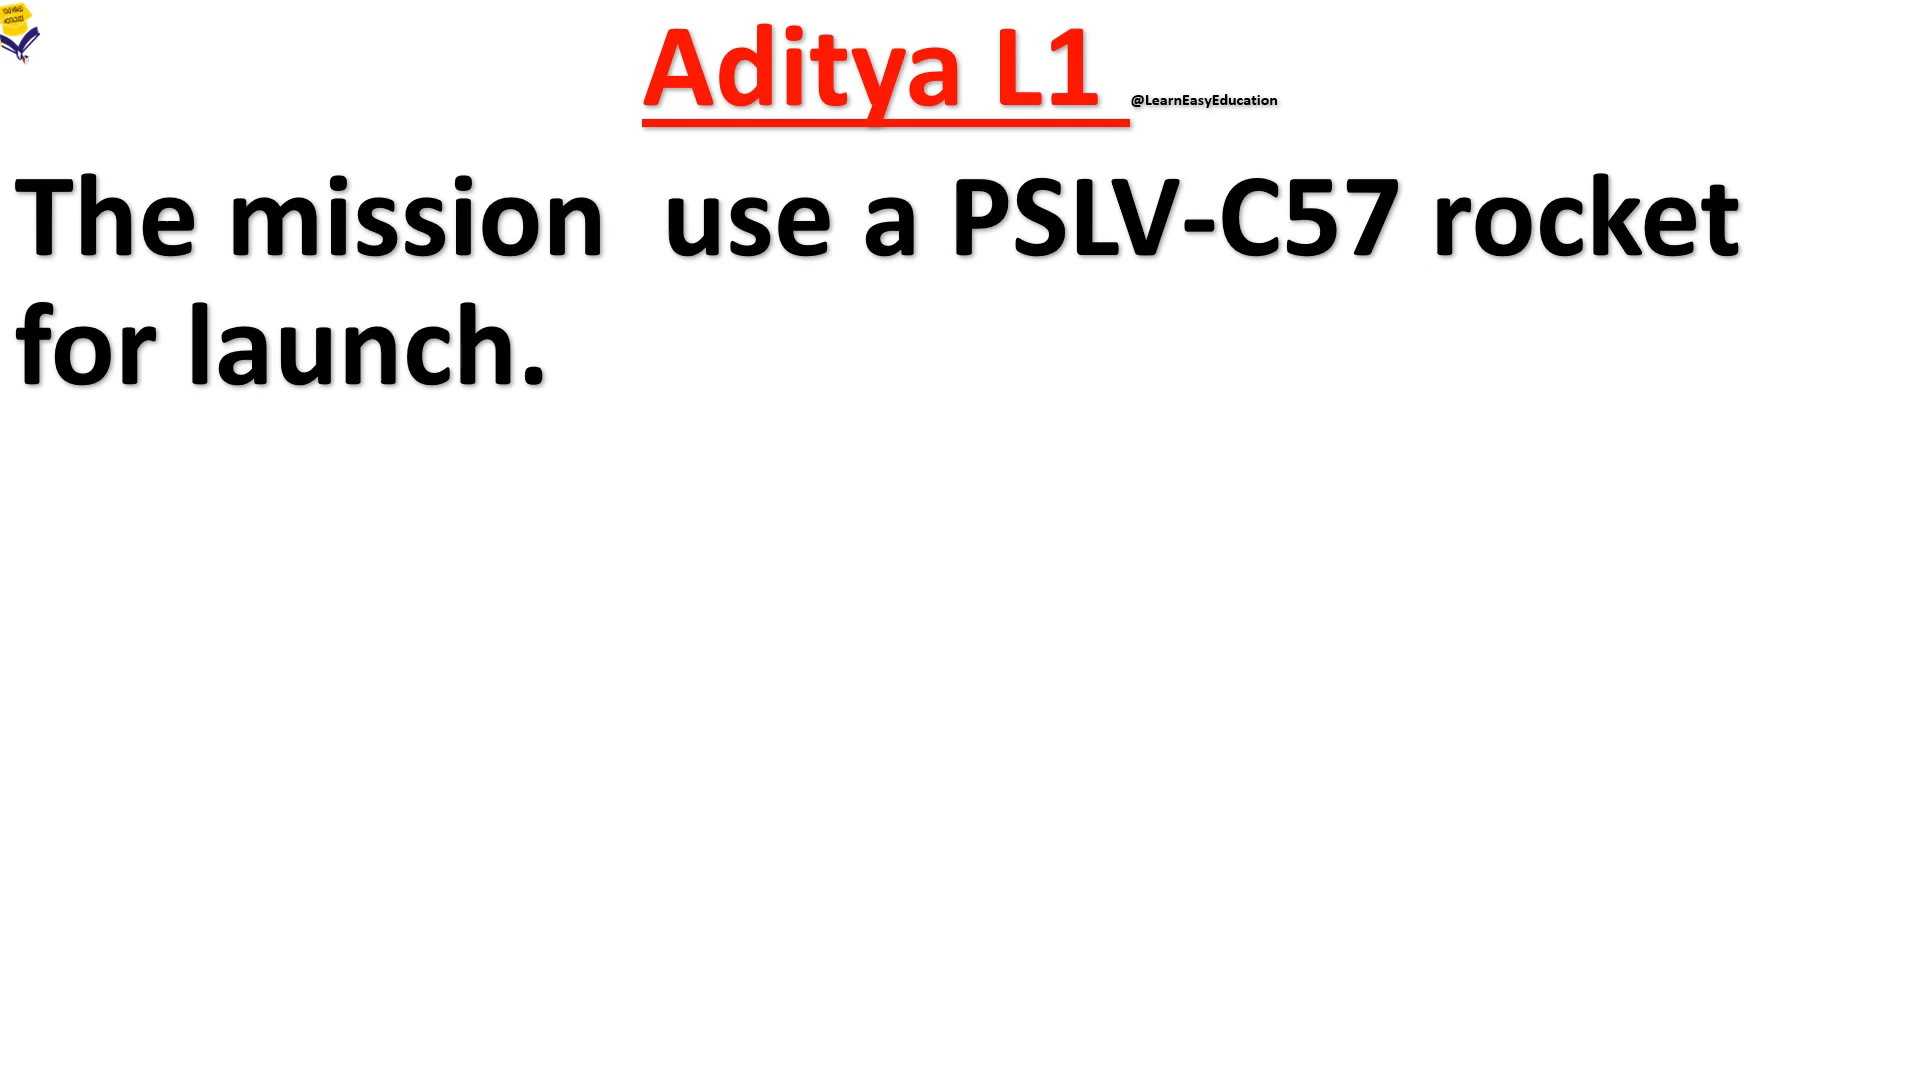 Aditya L1 @LearnEasyEducation
The mission  use a PSLV-C57 rocket
for launch.